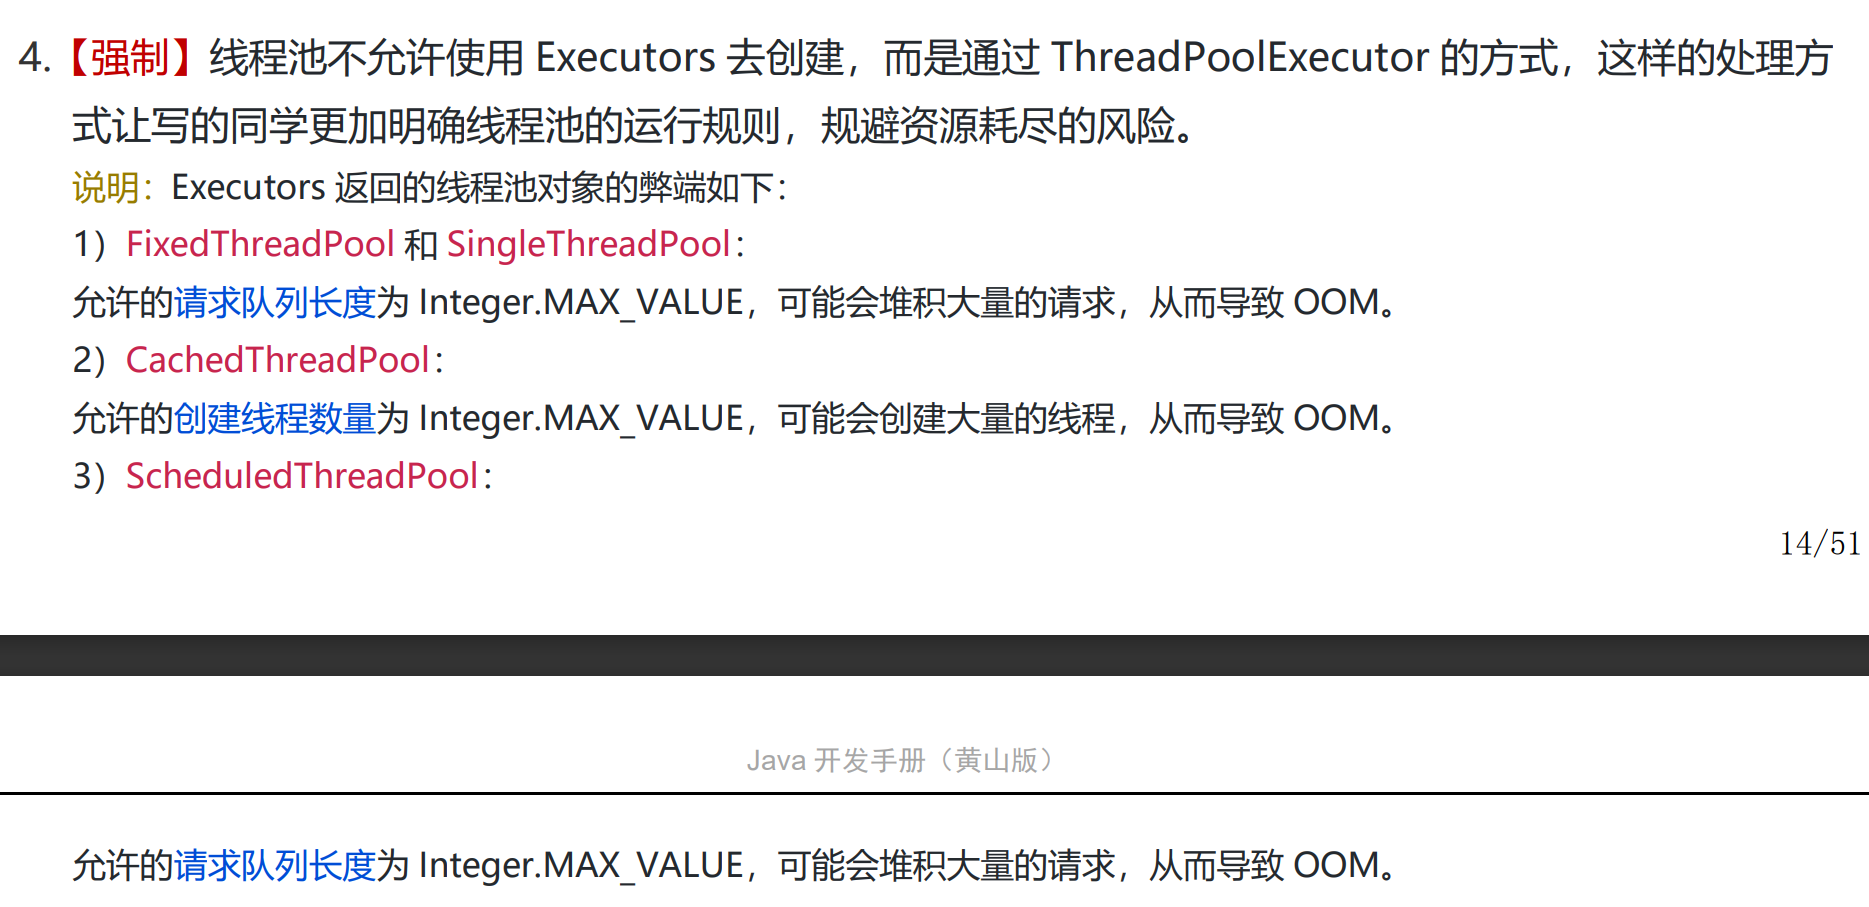 4.【强制】线程池不允许使用 Executors 去创建，而是通过 ThreadPoolExecutor 的方式，这样的处理方
式让写的同学更加明确线程池的运行规则，规避资源耗尽的风险。
说明：Executors 返回的线程池对象的弊端如下：
1）FixedThreadPool 和 SingleThreadPool：
允许的请求队列长度为 Integer.MAX_VALUE，可能会堆积大量的请求，从而导致 OOM。
2）CachedThreadPool：
允许的创建线程数量为 Integer.MAX_VALUE，可能会创建大量的线程，从而导致 OOM。
3）ScheduledThreadPool：
14/51
Java 开发手册（黄山版）
允许的请求队列长度为 Integer.MAX_VALUE，可能会堆积大量的请求，从而导致 OOM。